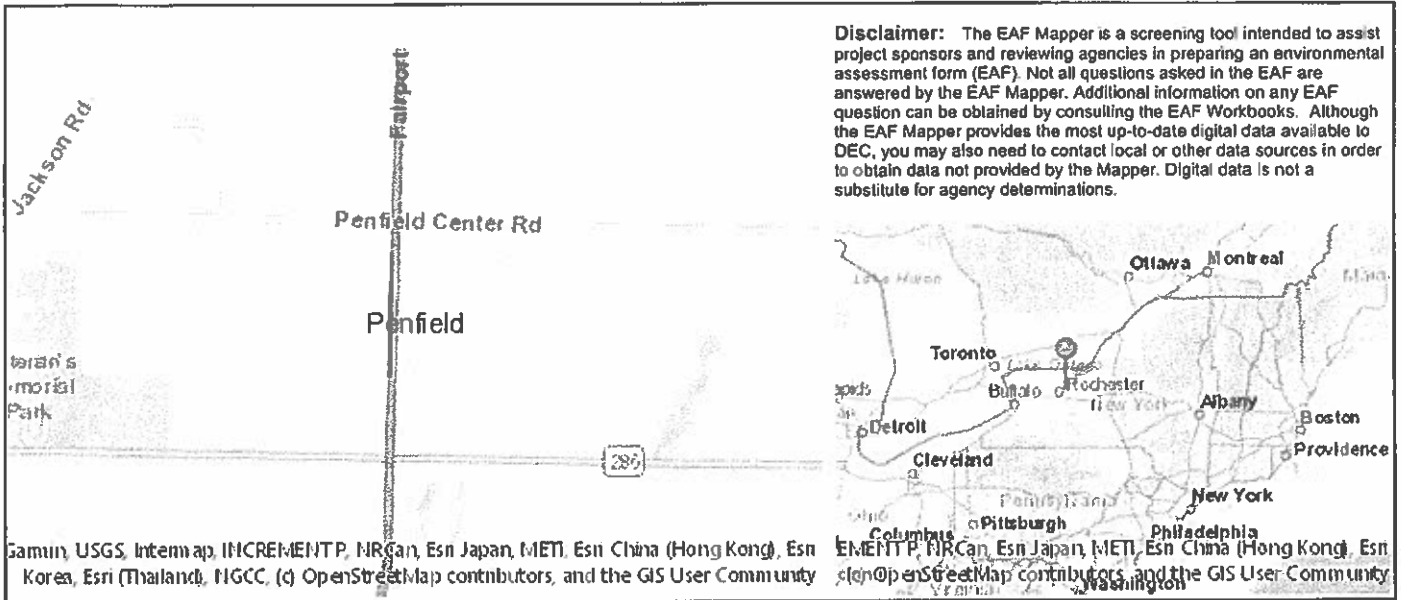 Disclaimer: The EAF Mapper is a screening tool intended to assist
project sponsors and reviewing agencies in preparing an environmental
assessment form (EAF). Not all questions asked in the EAF are
answered by the EAF Mapper. Additional information on any EAF
question can be obtained by consulting the EAF Workbooks. Although
the EAF Mapper provides the most up-to-date digital data available to
DEC, you may also need to contact local or other data sources in order
to obtain data not provided by the Mapper. Digital data is not a
substitute for agency determinations.
Jackson Rd
Fairport
Penfield Center Rd
Penfield
teran's
morial
Park
286
Garmin, USGS, Intermap, INCREMENT P, NRCan, Esri Japan, METI, Esri China (Hong Kong), Esri
Korea, Esri (Thailand), NGCC, (c) OpenStreetMap contributors, and the GIS User Community
Ottawa
Montreal
Lake Huron
Toronto
Rochester
Buffalo
New York
Albany
Boston
Detroit
Providence
Cleveland
Pennsylvania
New York
Ohio
Pittsburgh
Columbus
Philadelphia
EMENT P, NRCan, Esri Japan, METI, Esri China (Hong Kong), Esri
OpenStreetMap contributors, and the GIS User Community
Washington